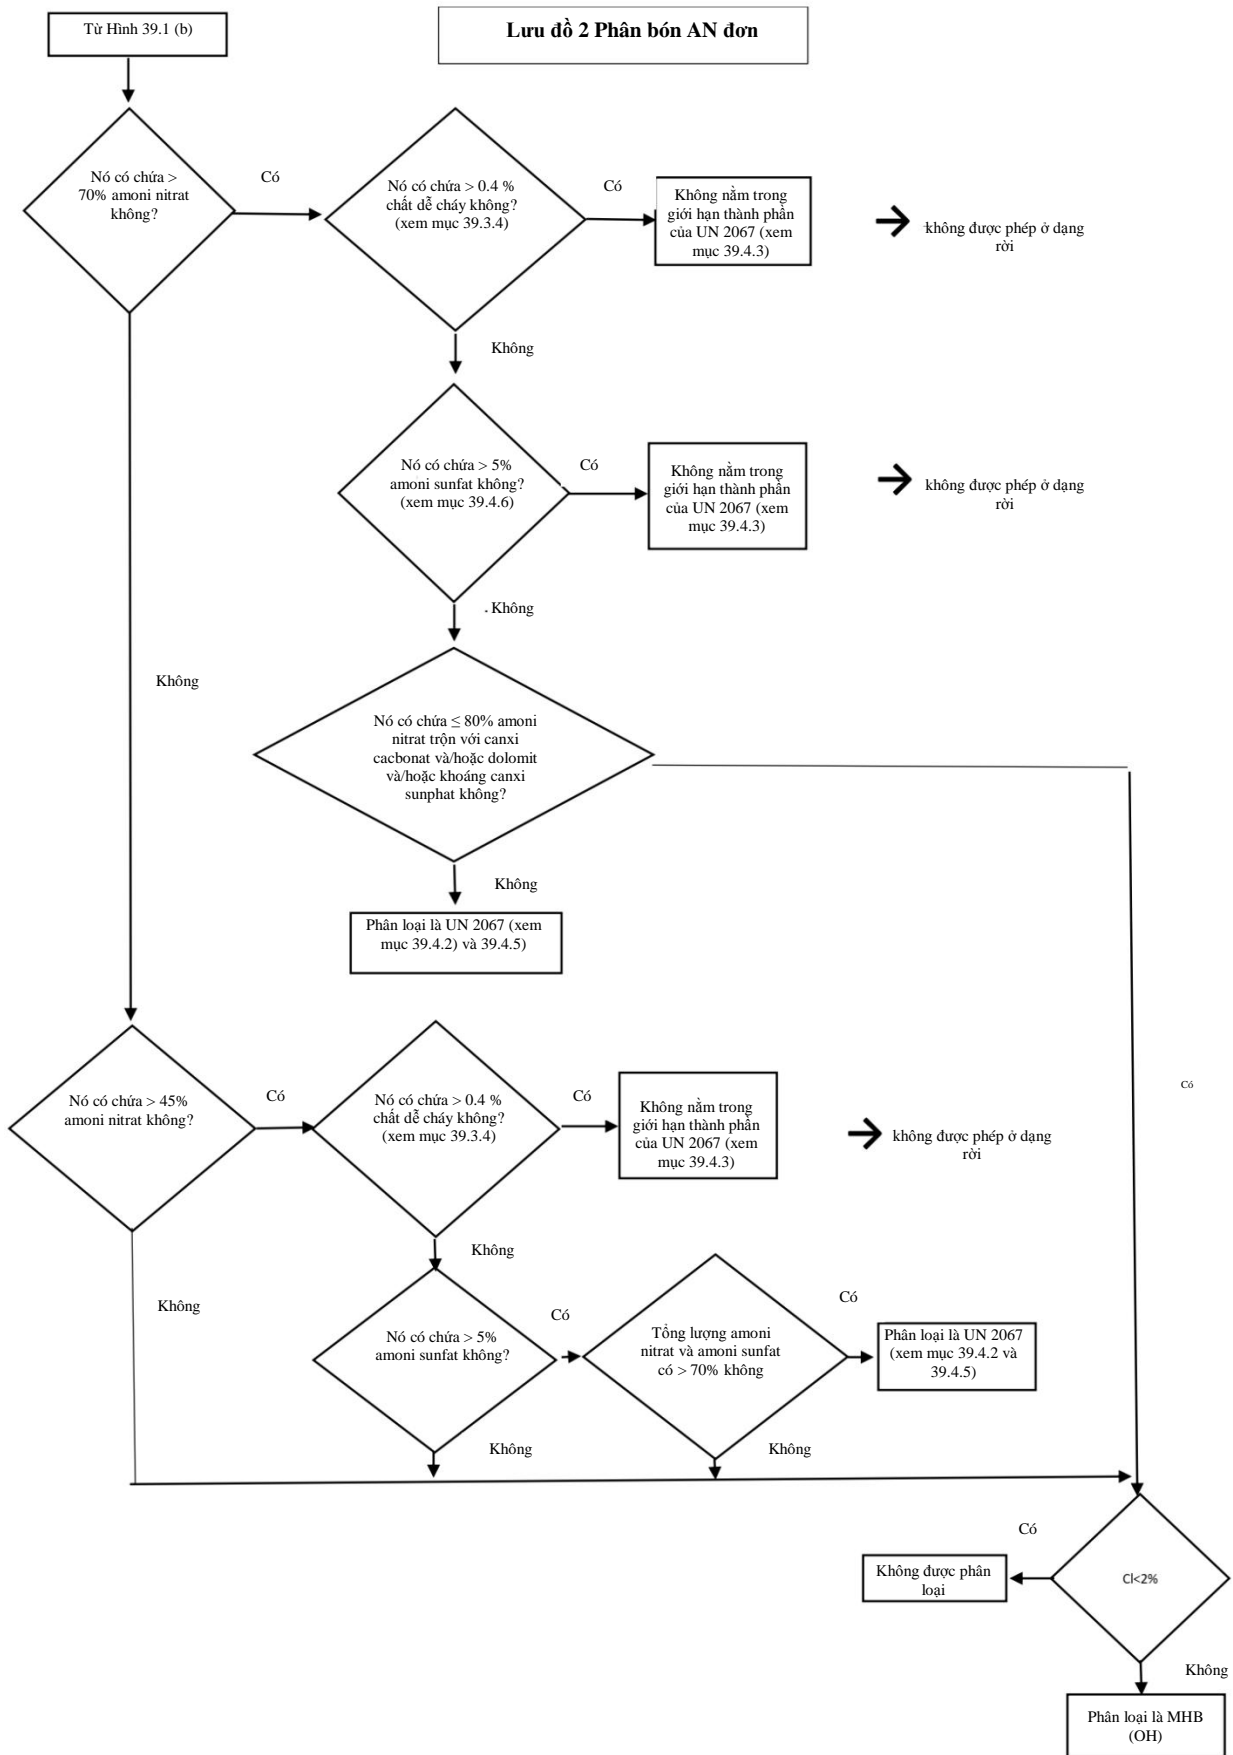 Từ Hình 39.1 (b)
Lưu đồ 2 Phân bón AN đơn
Nó có chứa >
70% amoni nitrat
không?
Có
Nó có chứa > 0.4 %
chất dễ cháy không?
(xem mục 39.3.4)
Có
Không nằm trong
giới hạn thành phần
của UN 2067 (xem
mục 39.4.3)
không được phép ở dạng
rời
Không
Nó có chứa > 5%
amoni sunfat không?
(xem mục 39.4.6)
Có
Không nằm trong
giới hạn thành phần
của UN 2067 (xem
mục 39.4.3)
không được phép ở dạng
rời
Không
Không
Nó có chứa ≤ 80% amoni
nitrat trộn với canxi
cacbonat và/hoặc dolomit
và/hoặc khoáng canxi
sunphat không?
Không
Phân loại là UN 2067 (xem
mục 39.4.2) và 39.4.5)
Nó có chứa > 45%
amoni nitrat không?
Có
Nó có chứa > 0.4 %
chất dễ cháy không?
(xem mục 39.3.4)
Có
Không nằm trong
giới hạn thành phần
của UN 2067 (xem
mục 39.4.3)
không được phép ở dạng
rời
Có
Không
Không
Nó có chứa > 5%
amoni sunfat không?
Có
Tổng lượng amoni
nitrat và amoni sunfat
có > 70% không
Có
Phân loại là UN 2067
(xem mục 39.4.2 và
39.4.5)
Không
Không
Cl<2%
Có
Không được phân
loại
Không
Phân loại là MHB
(OH)